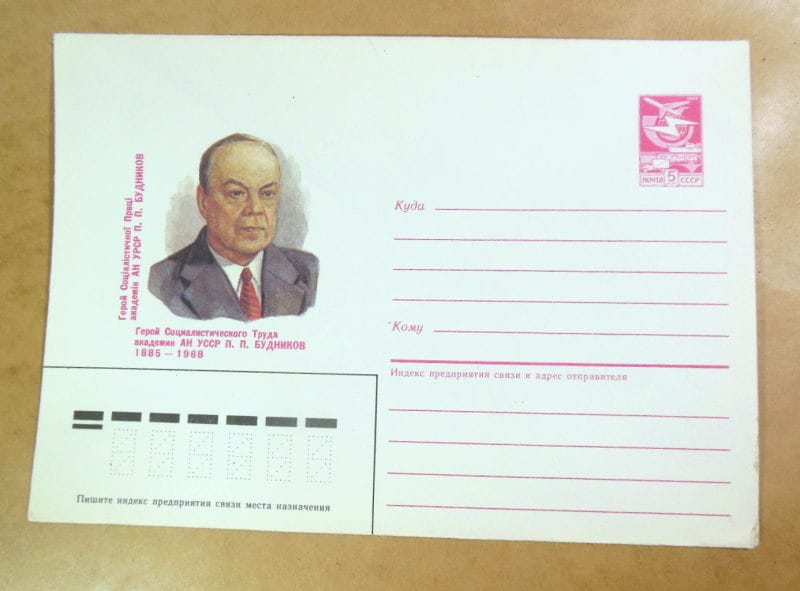 Герой Соціалістичної Праці
академік АН УРСР П. П. БУДНИКОВ
Герой Социалистического Труда
академик АН УССР П. П. БУДНИКОВ
1885 – 1968
ПОЧТА 5 СССР
Куда
Кому
Индекс предприятия связи и адрес отправителя
Пишите индекс предприятия связи места назначения